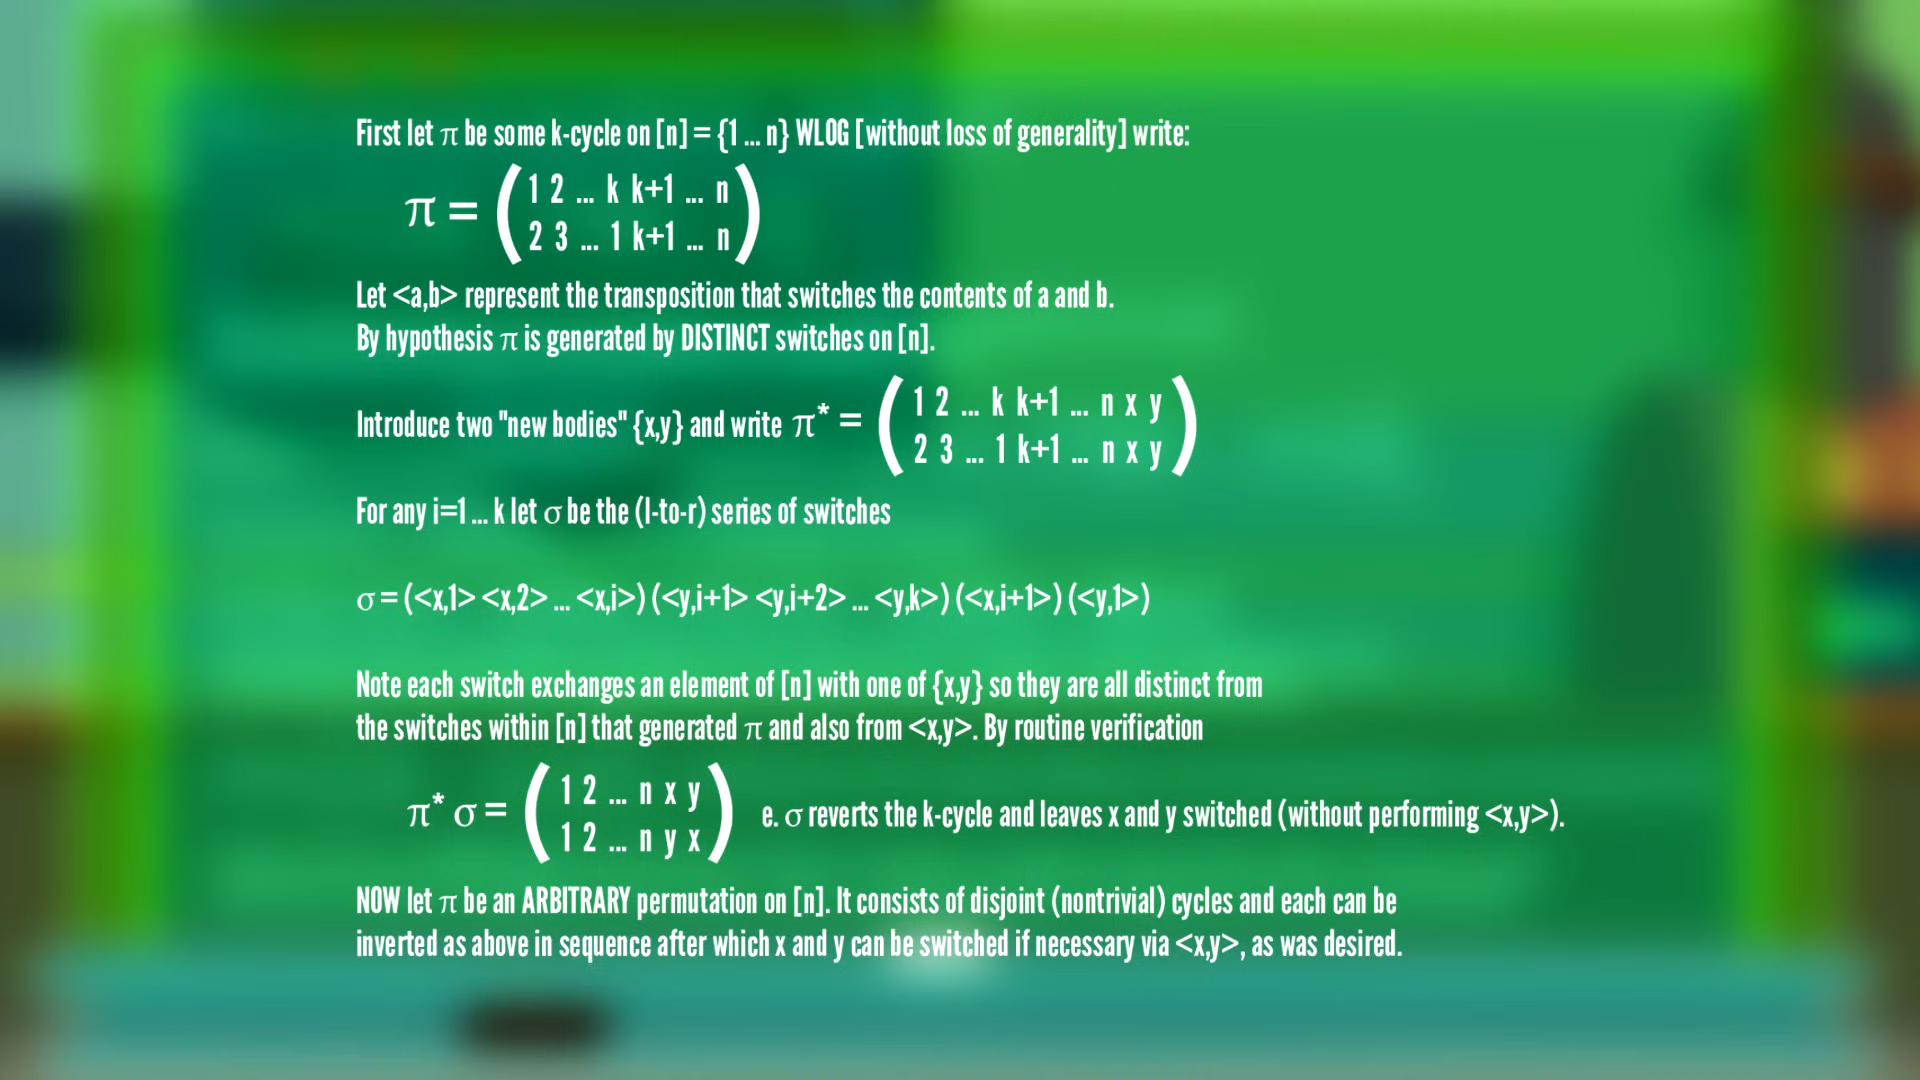 First let π be some k-cycle on [n] = {1 ... n} WLOG [without loss of generality] write:
π = ( 1 2 ... k k+1 ... n
2 3 ... 1 k+1 ... n )
Let <a,b> represent the transposition that switches the contents of a and b.
By hypothesis π is generated by DISTINCT switches on [n].
Introduce two "new bodies" {x,y} and write π* = ( 1 2 ... k k+1 ... n x y
2 3 ... 1 k+1 ... n x y )
For any i=1 ... k let σ be the (l-to-r) series of switches
σ = (<x,1> <x,2> ... <x,i>) (<y,i+1> <y,i+2> ... <y,k>) (<x,i+1>) (<y,1>)
Note each switch exchanges an element of [n] with one of {x,y} so they are all distinct from
the switches within [n] that generated π and also from <x,y>. By routine verification
π* σ = ( 1 2 ... n x y
1 2 ... n y x ) e. σ reverts the k-cycle and leaves x and y switched (without performing <x,y>).
NOW let π be an ARBITRARY permutation on [n]. It consists of disjoint (nontrivial) cycles and each can be
inverted as above in sequence after which x and y can be switched if necessary via <x,y>, as was desired.